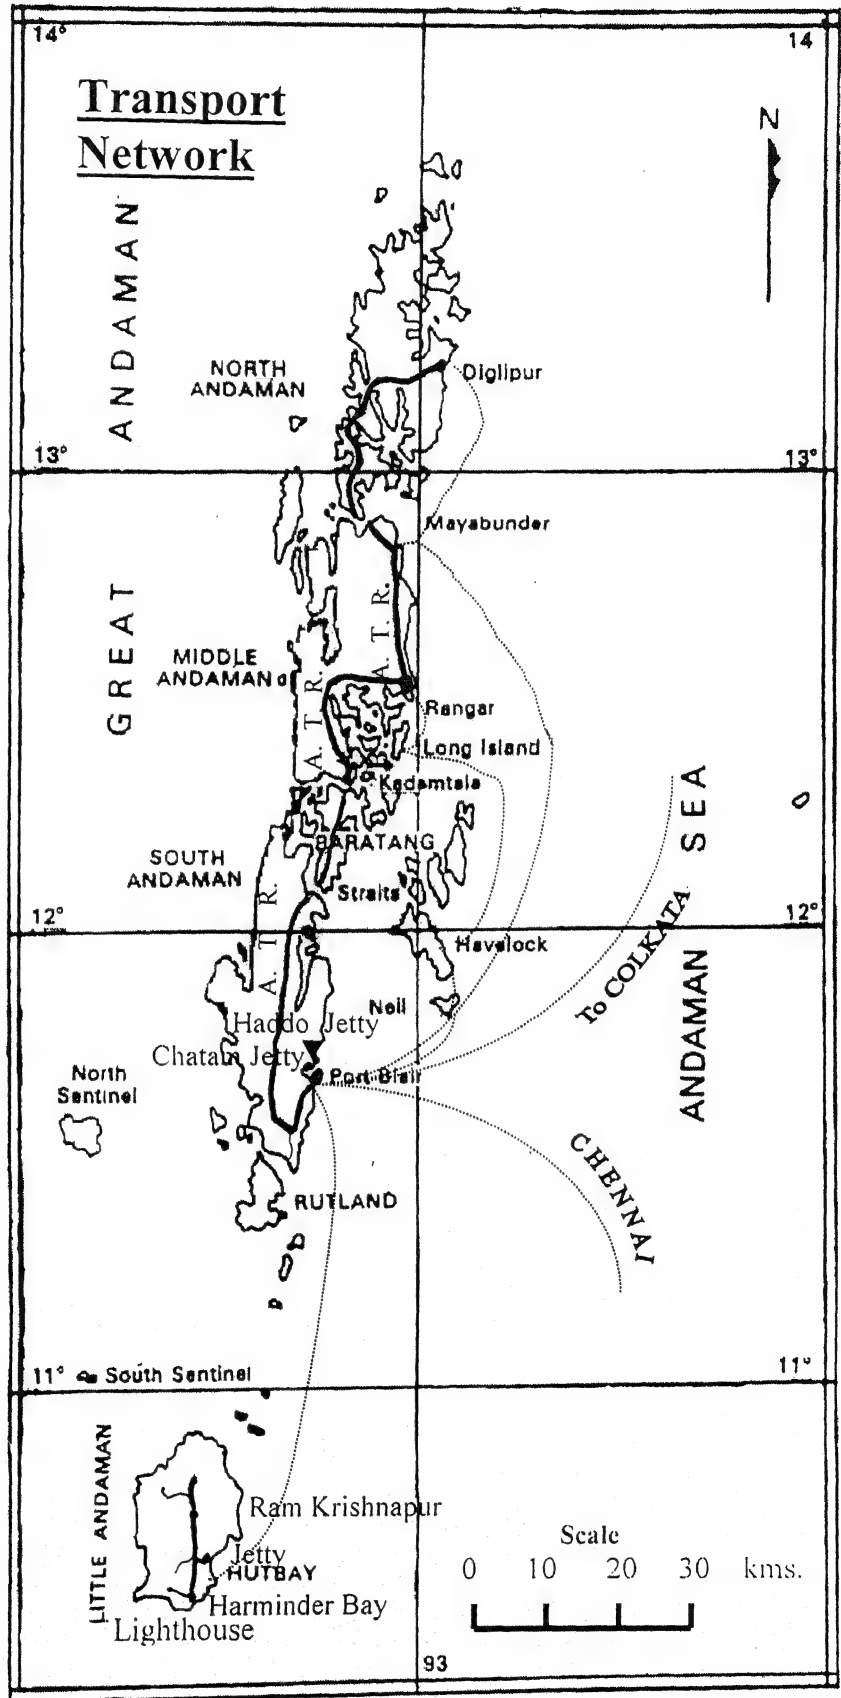 14°
14
Transport
Network
N
GREAT ANDAMAN
NORTH
ANDAMAN
Diglipur
13°
13°
Mayabunder
A. T. R.
MIDDLE
ANDAMAN
A. T. R.
Rangar
Long Island
Kadamtala
BARATANG
SOUTH
ANDAMAN
Straits
A. T. R.
12°
12°
Havelock
ANDAMAN SEA
To COLKATA
Neil
Haddo Jetty
Chatam Jetty
Port Blair
North
Sentinel
CHENNAI
RUTLAND
11°
11°
South Sentinel
LITTLE ANDAMAN
Ram Krishnapur
Jetty
HUTBAY
Harminder Bay
Lighthouse
Scale
0 10 20 30 kms.
93